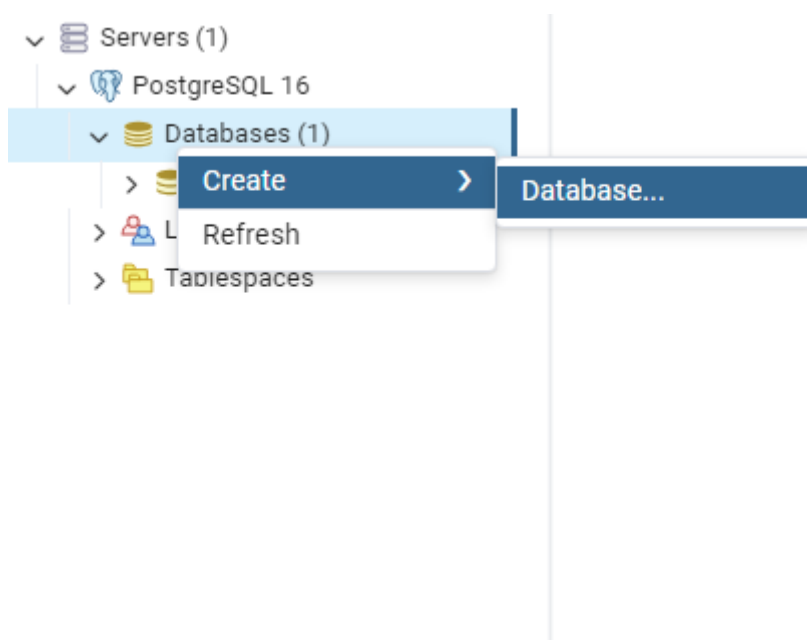 Servers (1)
PostgreSQL 16
Databases (1)
Create
Database...
Refresh
L
Tablespaces